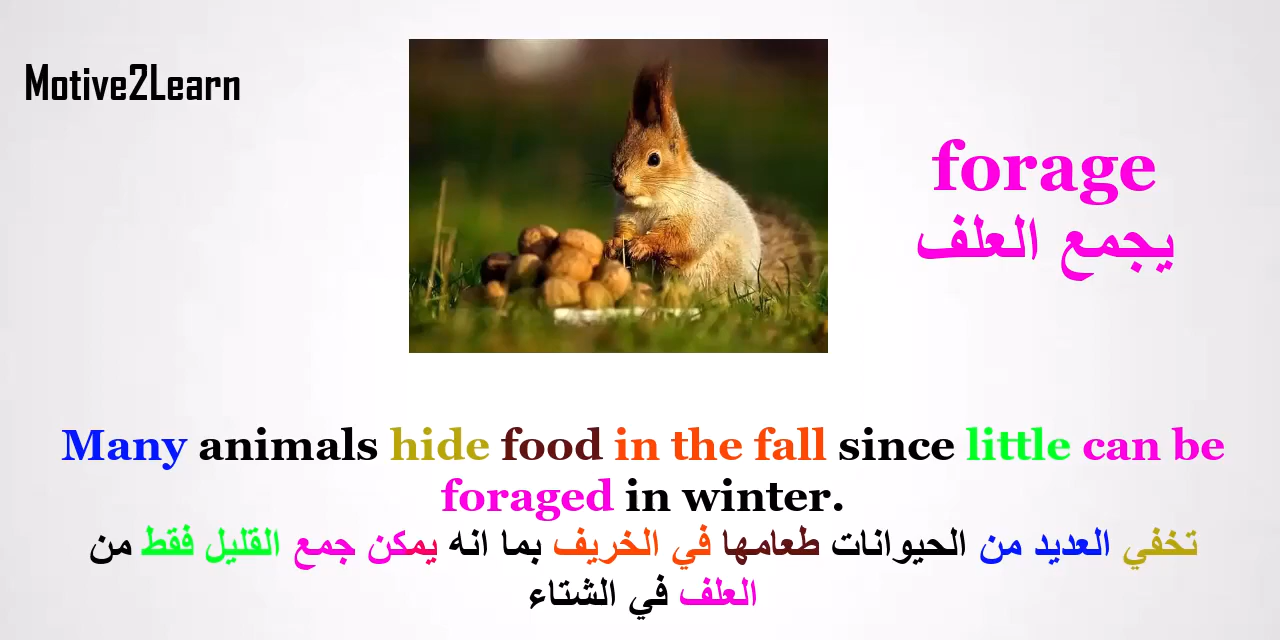 Motive2Learn
forage
يجمع العلف
Many animals hide food in the fall since little can be
foraged in winter.
تخفي العديد من الحيوانات طعامها في الخريف بما انه يمكن جمع القليل فقط من
العلف في الشتاء